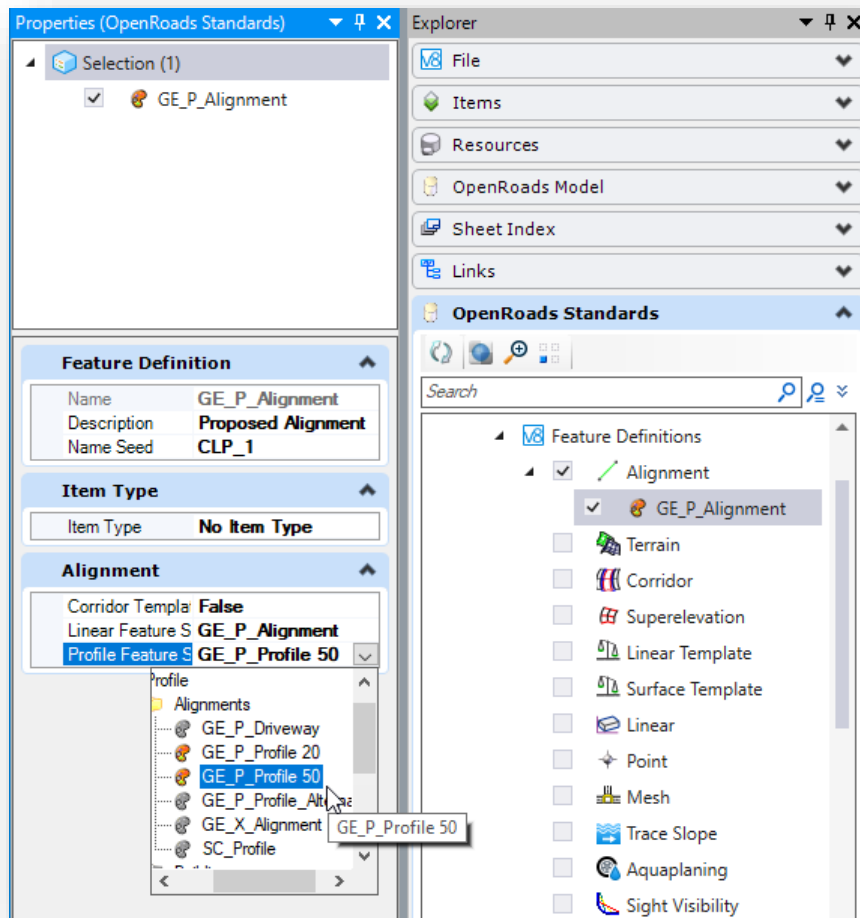 Properties (OpenRoads Standards)
Selection (1)
GE_P_Alignment
Feature Definition
Name GE_P_Alignment
Description Proposed Alignment
Name Seed CLP_1
Item Type
Item Type No Item Type
Alignment
Corridor Templa False
Linear Feature S GE_P_Alignment
Profile Feature S GE_P_Profile 50
Profile
Alignments
GE_P_Driveway
GE_P_Profile 20
GE_P_Profile 50
GE_P_Profile_Alte
GE_X_Alignment
SC_Profile
GE_P_Profile 50
Explorer
File
Items
Resources
OpenRoads Model
Sheet Index
Links
OpenRoads Standards
Search
Feature Definitions
Alignment
GE_P_Alignment
Terrain
Corridor
Superelevation
Linear Template
Surface Template
Linear
Point
Mesh
Trace Slope
Aquaplaning
Sight Visibility